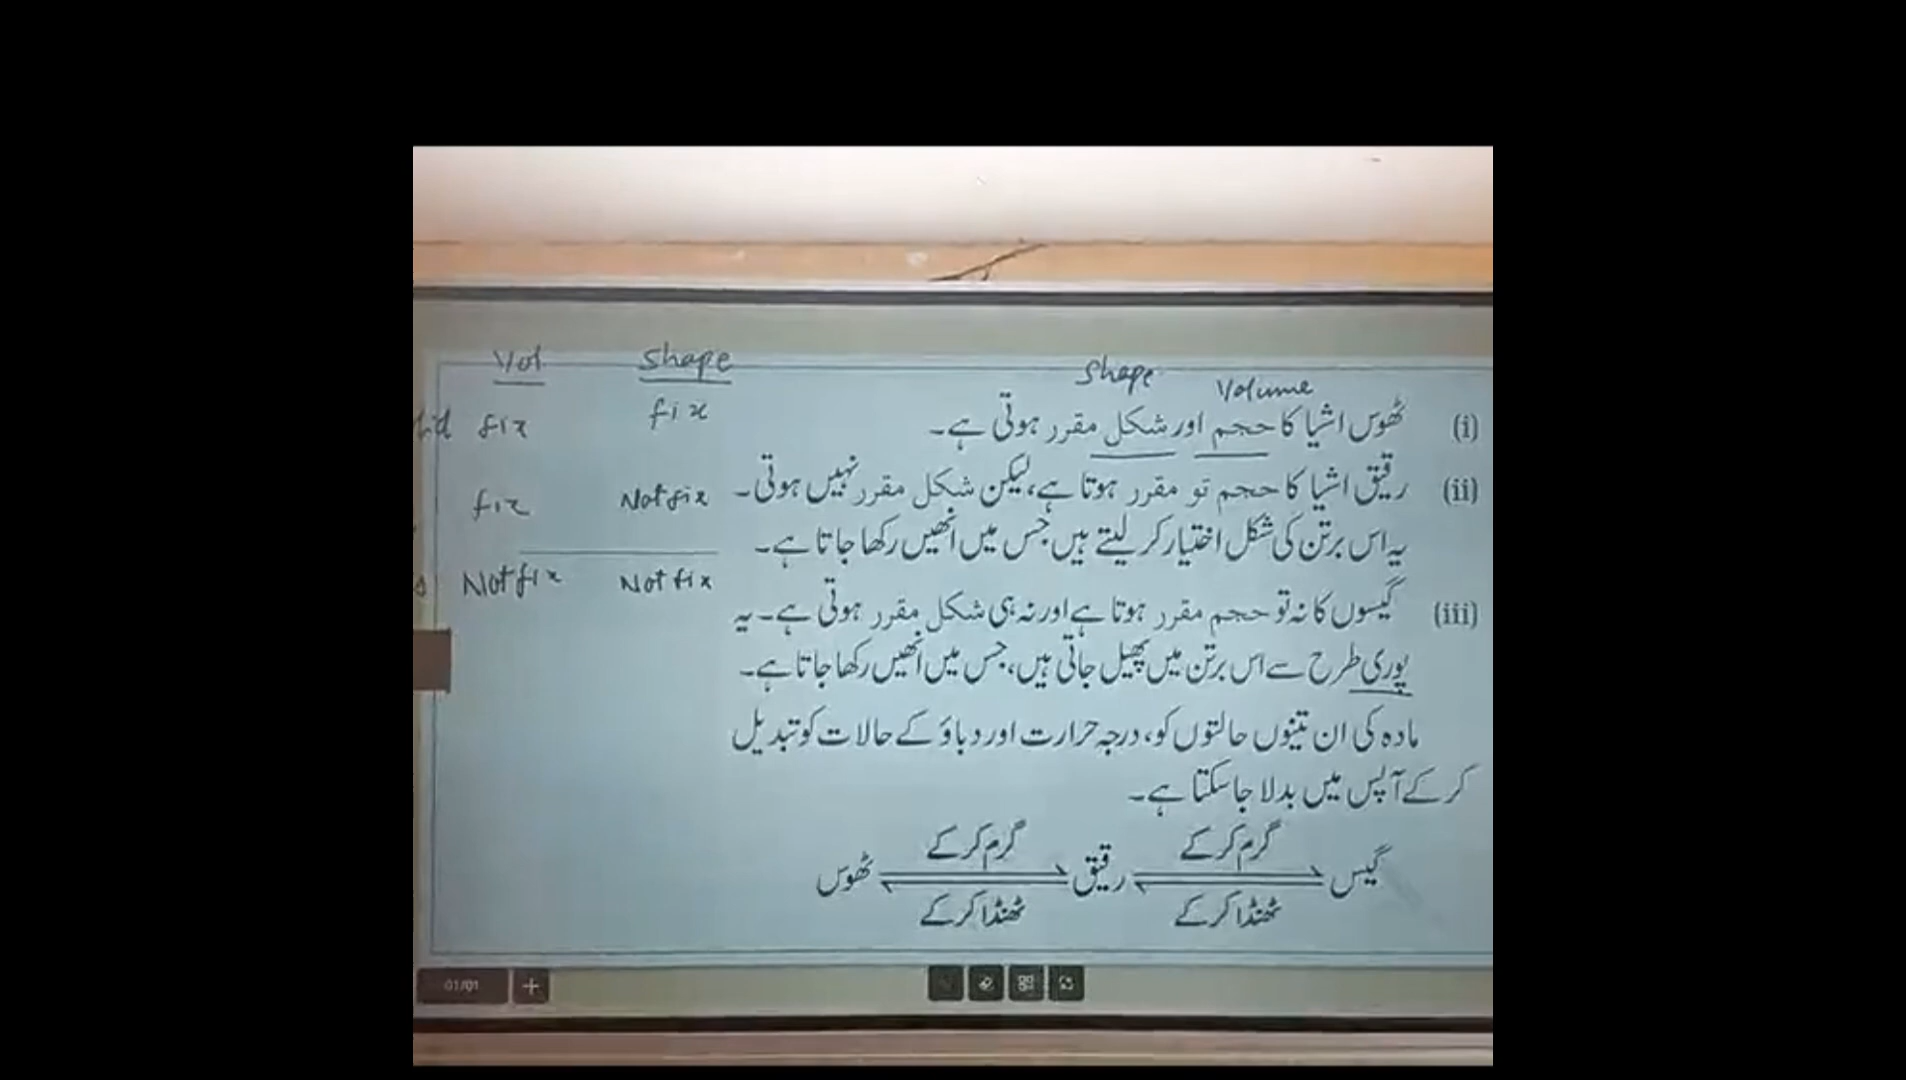 Vol Shape
fix fix
fix Not fix
Not fix Not fix
Shape Volume
(i) ٹھوس اشیا کا حجم اور شکل مقرر ہوتی ہے۔
(ii) رقیق اشیا کا حجم تو مقرر ہوتا ہے، لیکن شکل مقرر نہیں ہوتی۔
یہ اس برتن کی شکل اختیار کر لیتے ہیں جس میں انھیں رکھا جاتا ہے۔
(iii) گیسوں کا نہ تو حجم مقرر ہوتا ہے اور نہ ہی شکل مقرر ہوتی ہے۔ یہ
پوری طرح سے اس برتن میں پھیل جاتی ہیں، جس میں انھیں رکھا جاتا ہے۔
مادہ کی ان تینوں حالتوں کو، درجہ حرارت اور دباؤ کے حالات کو تبدیل
کر کے آپس میں بدلا جا سکتا ہے۔
گرم کر کے گرم کر کے
ٹھوس رقیق گیس
ٹھنڈا کر کے ٹھنڈا کر کے
01/01